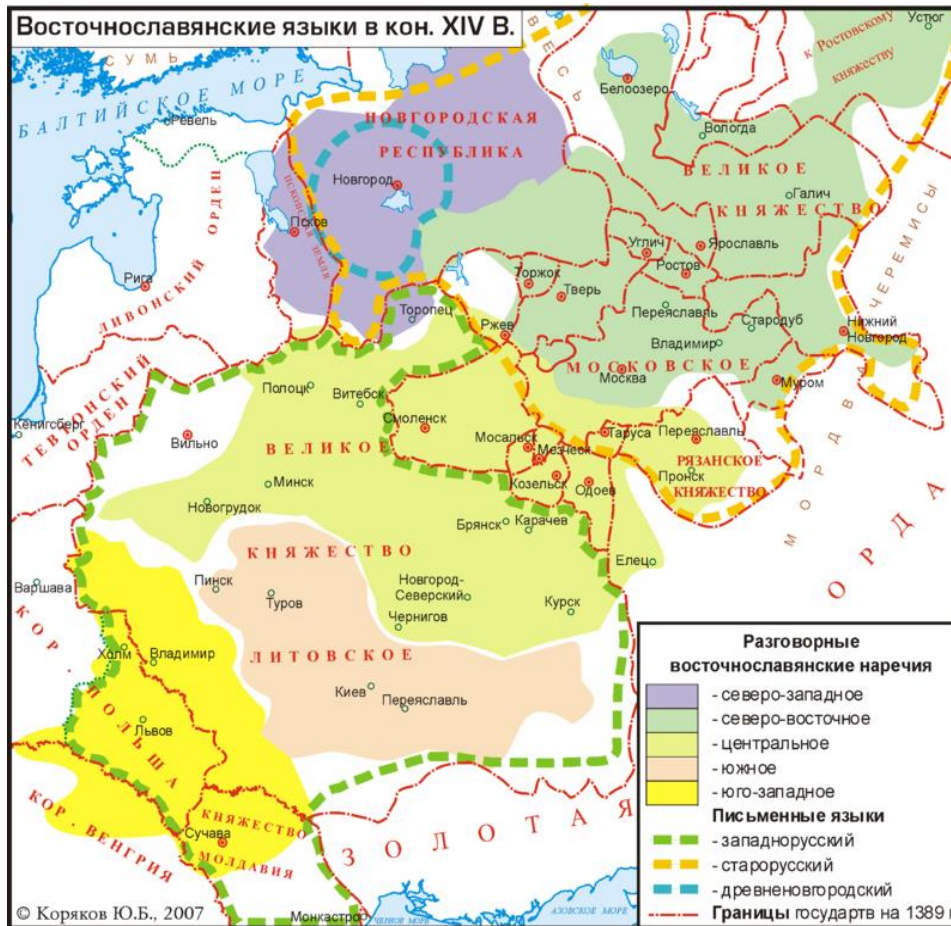 Восточнославянские языки в кон. XIV В.
СУМЬ
ВЕСЬ
Устюг
к Ростовскому
княжеству
БАЛТИЙСКОЕ МОРЕ
Белоозеро
Ревель
НОВГОРОДСКАЯ
РЕСПУБЛИКА
Вологда
ВЕЛИКОЕ
КНЯЖЕСТВО
Новгород
Галич
ОРДЕН
Псков
ПСКОВСКАЯ ЗЕМЛЯ
Углич
Ярославль
Ростов
ЧЕРЕМИСЫ
Рига
Торжок
Тверь
ЛИВОНСКИЙ
Торопец
Ржев
Переяславль
Стародуб
Нижний
Новгород
Владимир
МОСКОВСКОЕ
Москва
Муром
Полоцк
Витебск
Кенигсберг
ТЕВТОНСКИЙ
ОРДЕН
Вильно
Смоленск
ВЕЛИКОЕ
Мосальск
Мезческ
Таруса
Переяславль
РЯЗАНСКОЕ
КНЯЖЕСТВО
Пронск
МОРДВА
Минск
Козельск
Одоев
Новогрудок
Брянск
Карачев
ОРДА
КНЯЖЕСТВО
Елец
Варшава
Пинск
Туров
Новгород-
Северский
Курск
Чернигов
КОР. ПОЛЬША
Холм
Владимир
ЛИТОВСКОЕ
Киев
Переяславль
Львов
КОР. ВЕНГРИЯ
Сучава
КНЯЖЕСТВО
МОЛДАВИЯ
ЗОЛОТАЯ
Монкастро
ЧЕРНОЕ МОРЕ
АЗОВСКОЕ МОРЕ
© Коряков Ю.Б., 2007
Разговорные
восточнославянские наречия
- северо-западное
- северо-восточное
- центральное
- южное
- юго-западное
Письменные языки
- западнорусский
- старорусский
- древненовгородский
Границы государтв на 1389 г